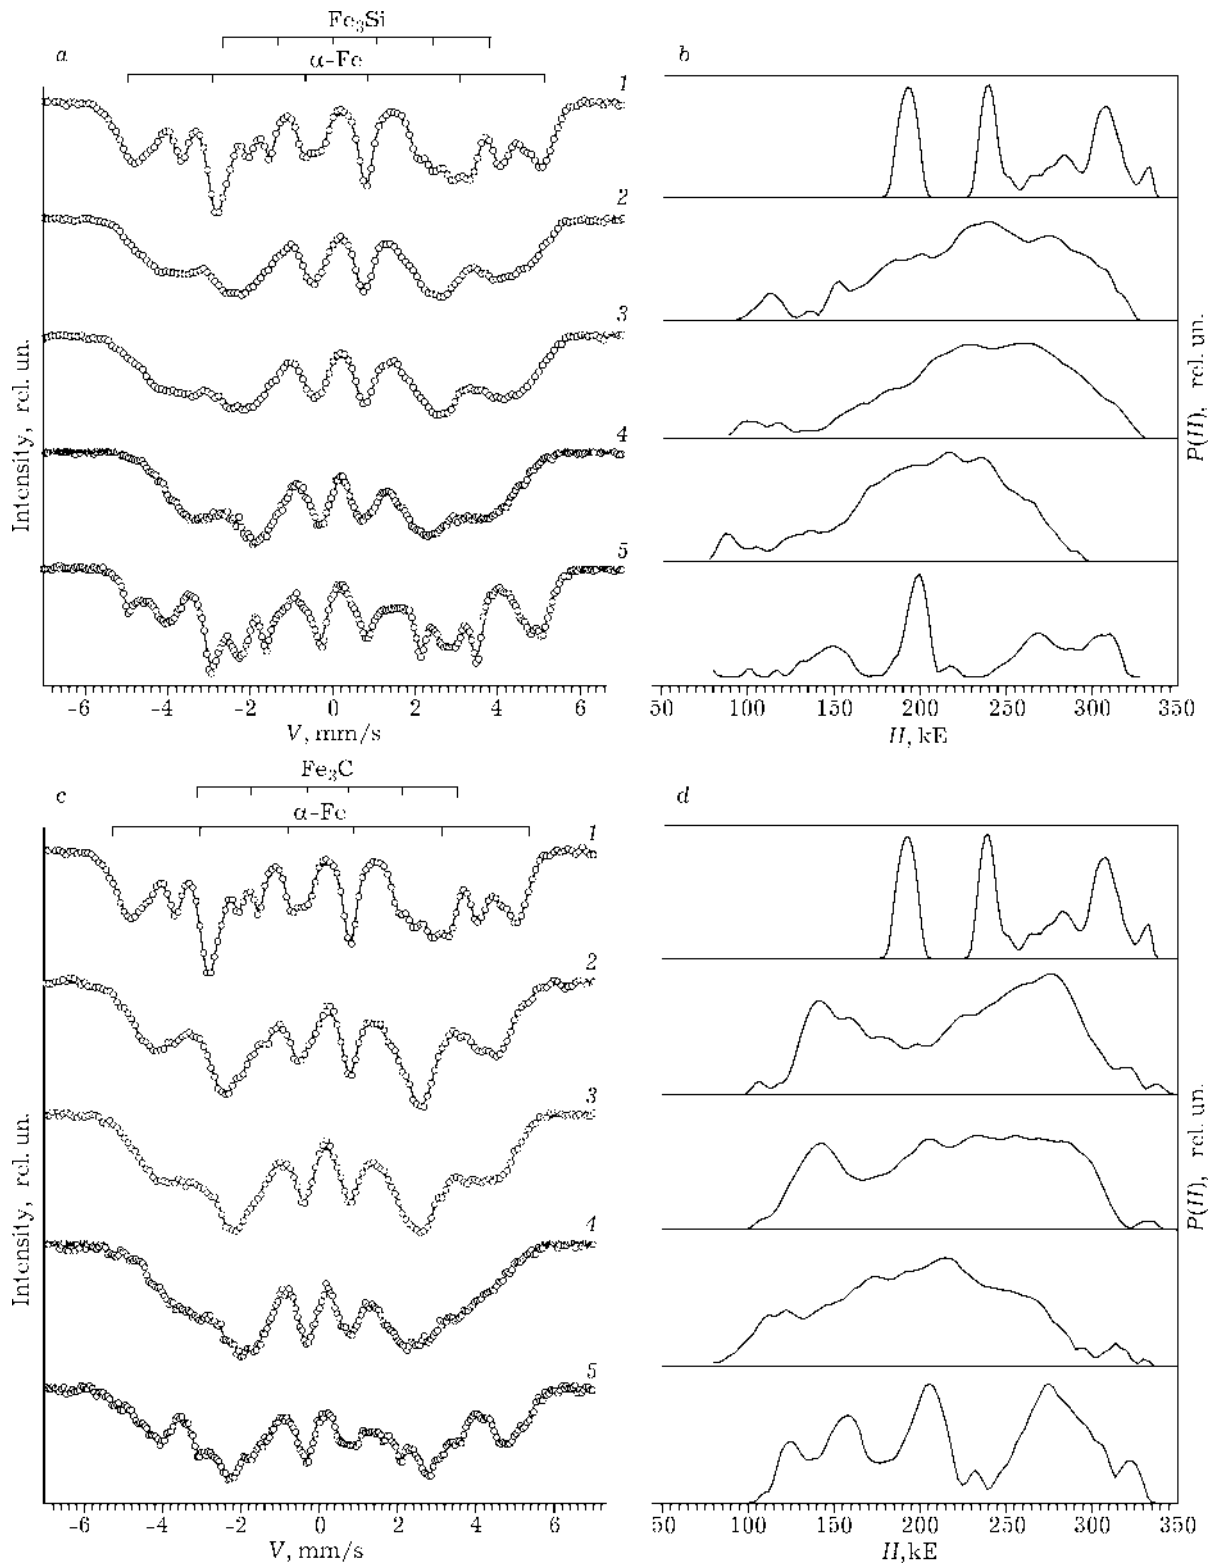 Fe₃Si
a
α-Fe
b
1
2
3
4
5
Intensity, rel. un.
P(H), rel. un.
-6 -4 -2 0 2 4 6
V, mm/s
50 100 150 200 250 300 350
H, kE
Fe₃C
c
α-Fe
d
1
2
3
4
5
Intensity, rel. un.
P(H), rel. un.
-6 -4 -2 0 2 4 6
V, mm/s
50 100 150 200 250 300 350
H, kE